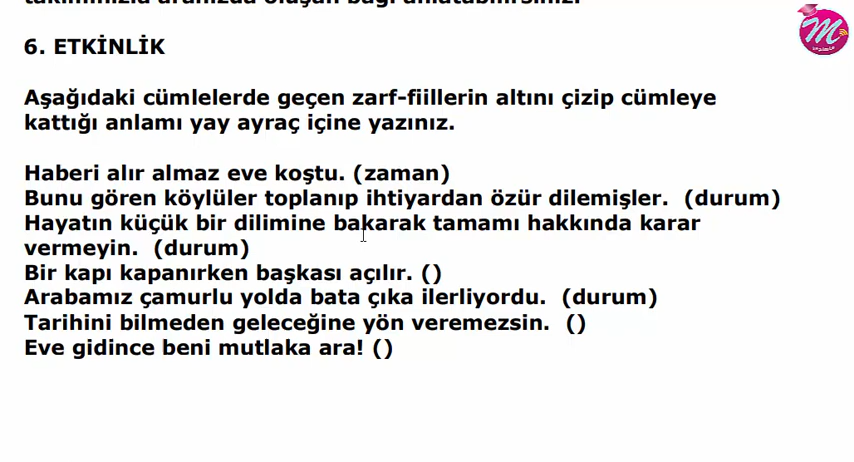 6. ETKİNLİK
Aşağıdaki cümlelerde geçen zarf-fiillerin altını çizip cümleye
kattığı anlamı yay ayraç içine yazınız.
Haberi alır almaz eve koştu. (zaman)
Bunu gören köylüler toplanıp ihtiyardan özür dilemişler. (durum)
Hayatın küçük bir dilimine bakarak tamamı hakkında karar
vermeyin. (durum)
Bir kapı kapanırken başkası açılır. ()
Arabamız çamurlu yolda bata çıka ilerliyordu. (durum)
Tarihini bilmeden geleceğine yön veremezsin. ()
Eve gidince beni mutlaka ara! ()